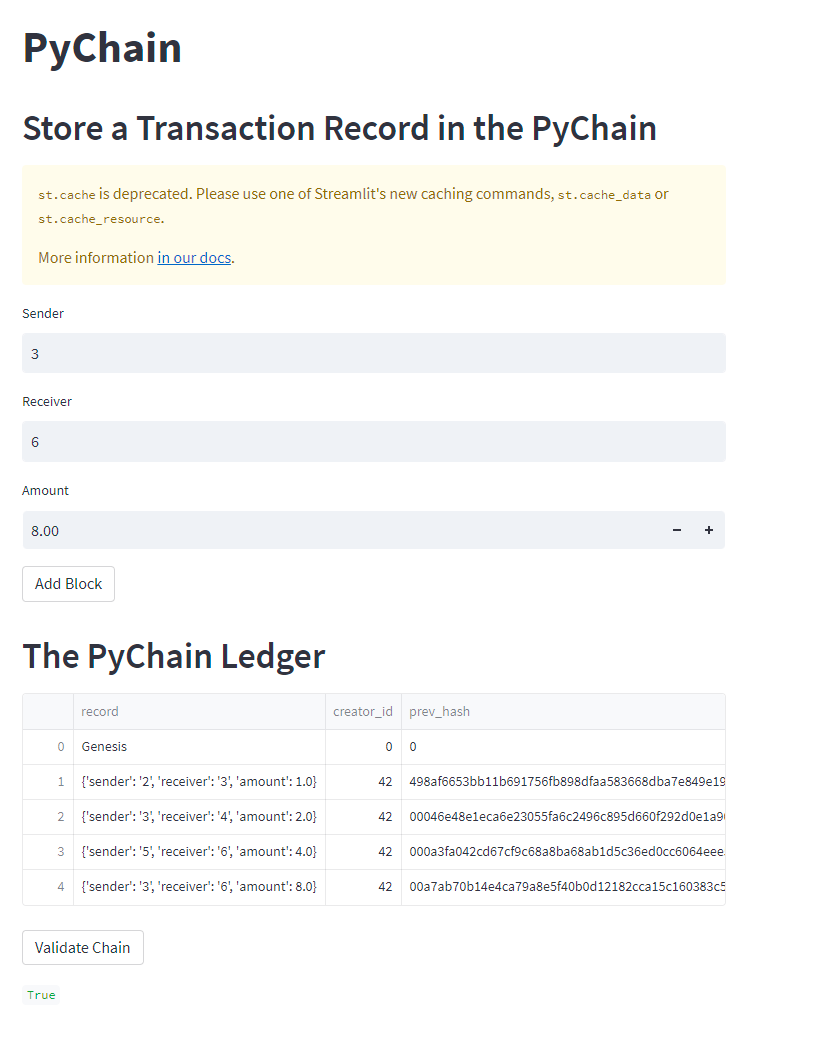 PyChain
Store a Transaction Record in the PyChain
st.cache is deprecated. Please use one of Streamlit's new caching commands, st.cache_data or
st.cache_resource.
More information in our docs.
Sender
3
Receiver
6
Amount
8.00 − +
Add Block
The PyChain Ledger
record creator_id prev_hash
0 Genesis 0 0
1 {'sender': '2', 'receiver': '3', 'amount': 1.0} 42 498af6653bb11b691756fb898dfaa583668dba7e849e19
2 {'sender': '3', 'receiver': '4', 'amount': 2.0} 42 00046e48e1eca6e23055fa6c2496c895d660f292d0e1a9
3 {'sender': '5', 'receiver': '6', 'amount': 4.0} 42 000a3fa042cd67cf9c68a8ba68ab1d5c36ed0cc6064eee
4 {'sender': '3', 'receiver': '6', 'amount': 8.0} 42 00a7ab70b14e4ca79a8e5f40b0d12182cca15c160383c5
Validate Chain
True